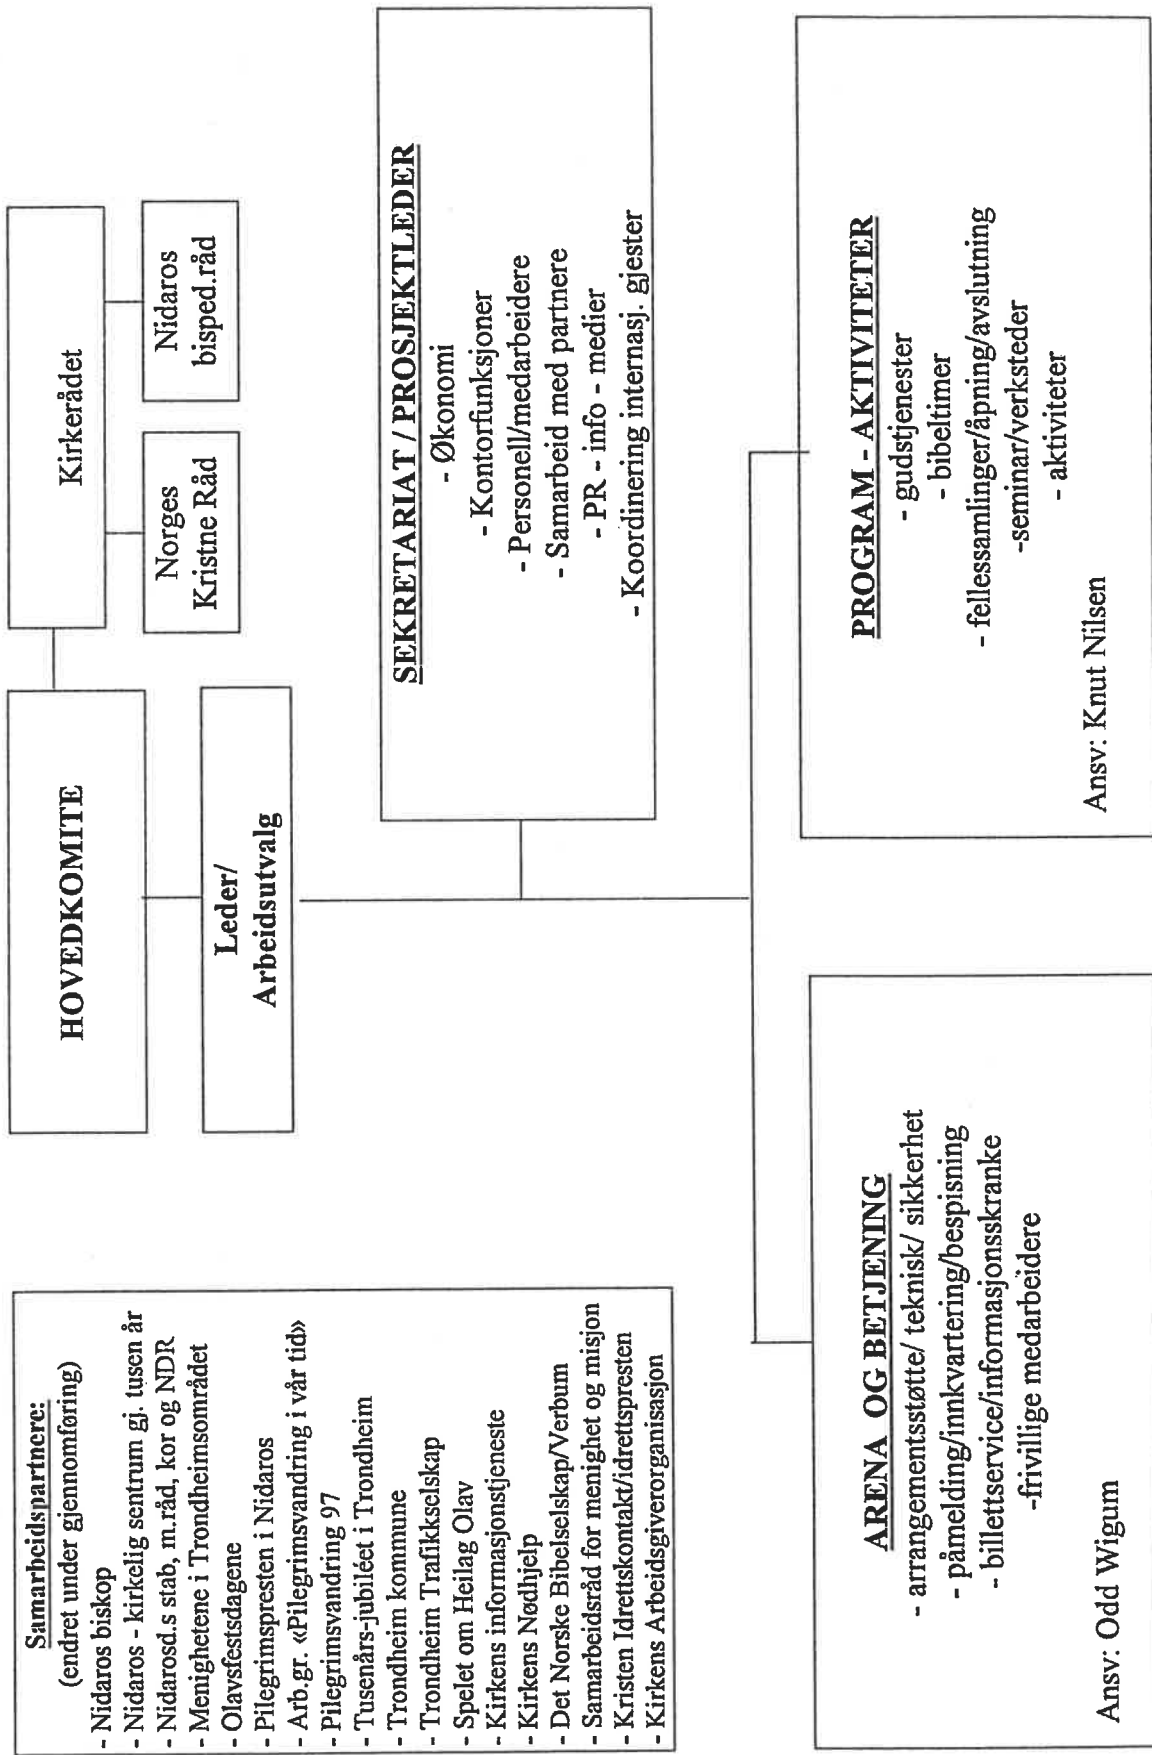 Samarbeidspartnere:
(endret under gjennomføring)
- Nidaros biskop
- Nidaros - kirkelig sentrum gj. tusen år
- Nidarosd.s stab, m.råd, kor og NDR
- Menighetene i Trondheimsområdet
- Olavsfestsdagene
- Pilegrimspresten i Nidaros
- Arb.gr. «Pilegrimsvandring i vår tid»
- Pilegrimsvandring 97
- Tusenårs-jubiléet i Trondheim
- Trondheim kommune
- Trondheim Trafikkselskap
- Spelet om Heilag Olav
- Kirkens informasjonstjeneste
- Kirkens Nødhjelp
- Det Norske Bibelselskap/Verbum
- Samarbeidsråd for menighet og misjon
- Kristen Idrettskontakt/idrettspresten
- Kirkens Arbeidsgiverorganisasjon
HOVEDKOMITE
Kirkerådet
Norges
Kristne Råd
Nidaros
bisped.råd
Leder/
Arbeidsutvalg
SEKRETARIAT / PROSJEKTLEDER
- Økonomi
- Kontorfunksjoner
- Personell/medarbeidere
- Samarbeid med partnere
- PR - info - medier
- Koordinering internasj. gjester
ARENA OG BETJENING
- arrangementsstøtte/ teknisk/ sikkerhet
- påmelding/innkvartering/bespisning
- billettservice/informasjonsskranke
-frivillige medarbeidere
Ansv: Odd Wigum
PROGRAM - AKTIVITETER
- gudstjenester
- bibeltimer
- fellessamlinger/åpning/avslutning
-seminar/verksteder
- aktiviteter
Ansv: Knut Nilsen